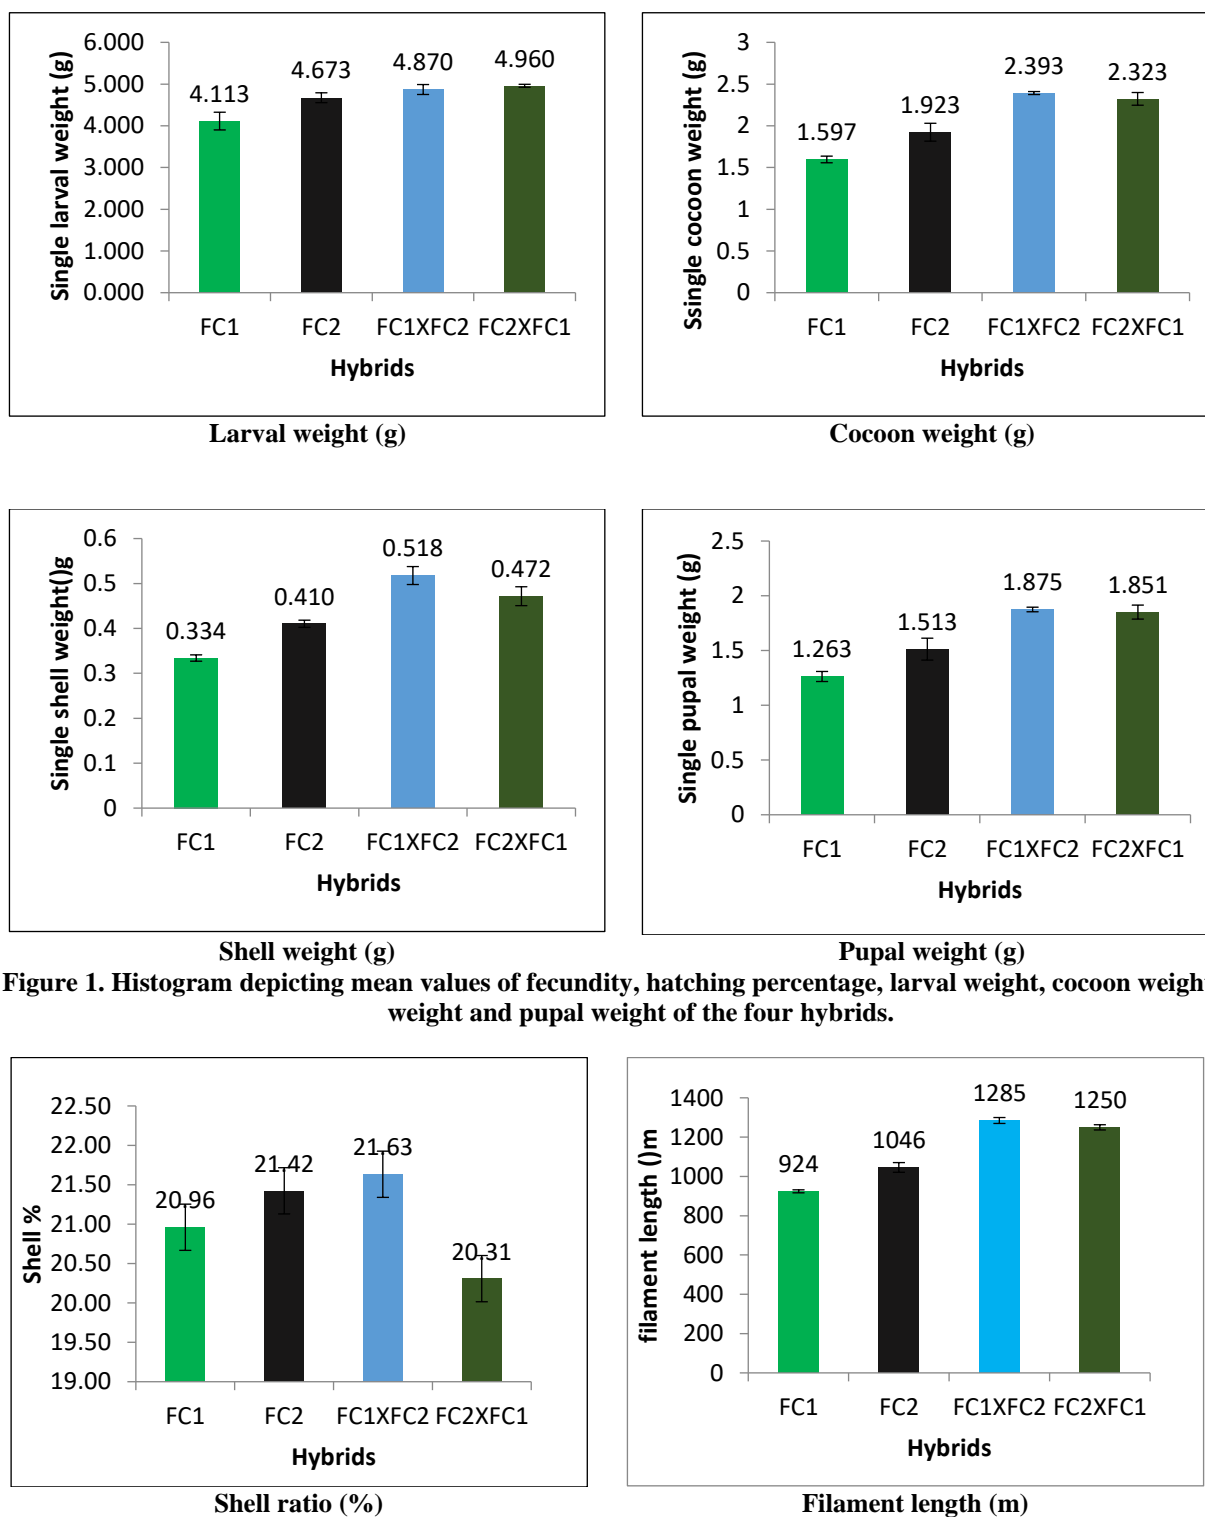 Single larval weight (g)
6.000
5.000
4.000
3.000
2.000
1.000
0.000
4.113
4.673
4.870
4.960
FC1 FC2 FC1XFC2 FC2XFC1
Hybrids
Larval weight (g)
Ssingle cocoon weight (g)
3
2.5
2
1.5
1
0.5
0
1.597
1.923
2.393
2.323
FC1 FC2 FC1XFC2 FC2XFC1
Hybrids
Cocoon weight (g)
Single shell weight()g
0.6
0.5
0.4
0.3
0.2
0.1
0
0.334
0.410
0.518
0.472
FC1 FC2 FC1XFC2 FC2XFC1
Hybrids
Shell weight (g)
Single pupal weight (g)
2.5
2
1.5
1
0.5
0
1.263
1.513
1.875
1.851
FC1 FC2 FC1XFC2 FC2XFC1
Hybrids
Pupal weight (g)
Figure 1. Histogram depicting mean values of fecundity, hatching percentage, larval weight, cocoon weight
weight and pupal weight of the four hybrids.
Shell %
22.50
22.00
21.50
21.00
20.50
20.00
19.50
19.00
20.96
21.42
21.63
20.31
FC1 FC2 FC1XFC2 FC2XFC1
Hybrids
Shell ratio (%)
filament length ()m
1400
1200
1000
800
600
400
200
0
924
1046
1285
1250
FC1 FC2 FC1XFC2 FC2XFC1
Hybrids
Filament length (m)